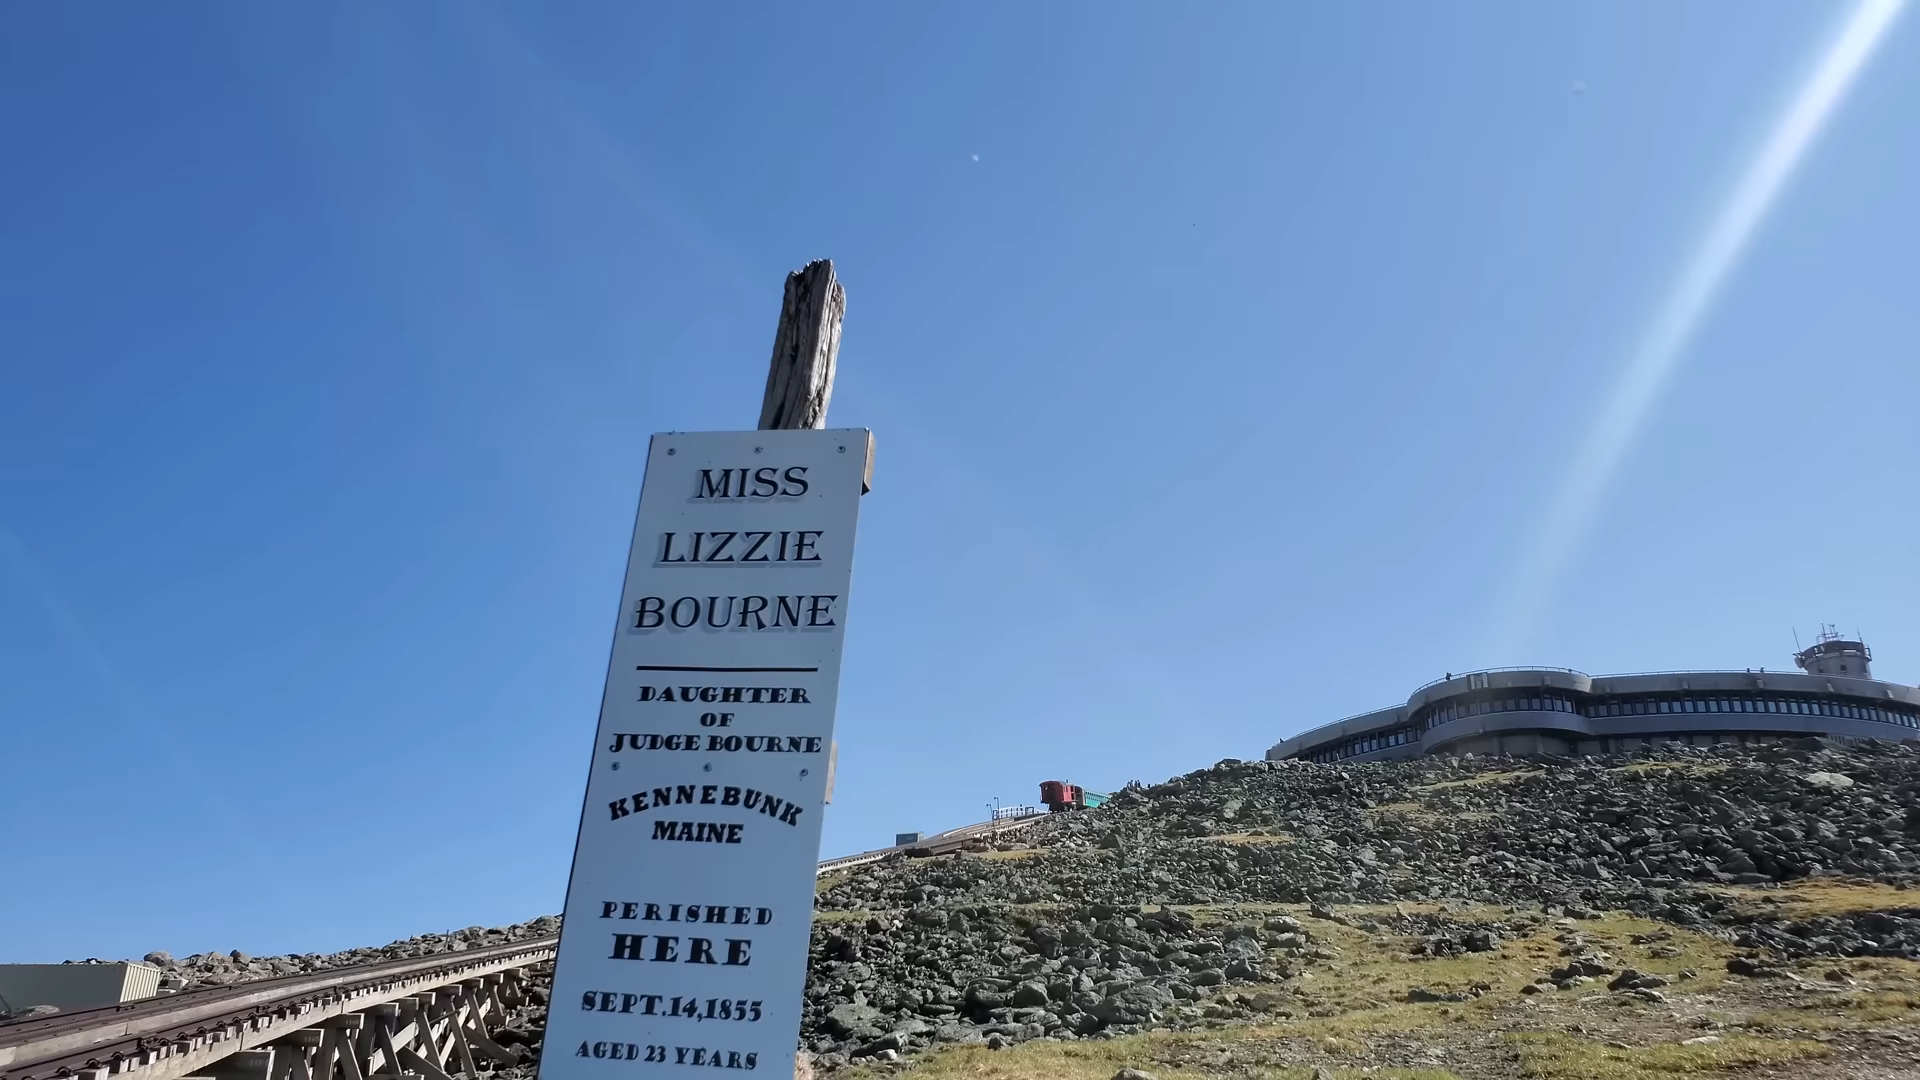 MISS
LIZZIE
BOURNE
DAUGHTER
OF
JUDGE BOURNE
KENNEBUNK
MAINE
PERISHED
HERE
SEPT.14,1855
AGED 23 YEARS